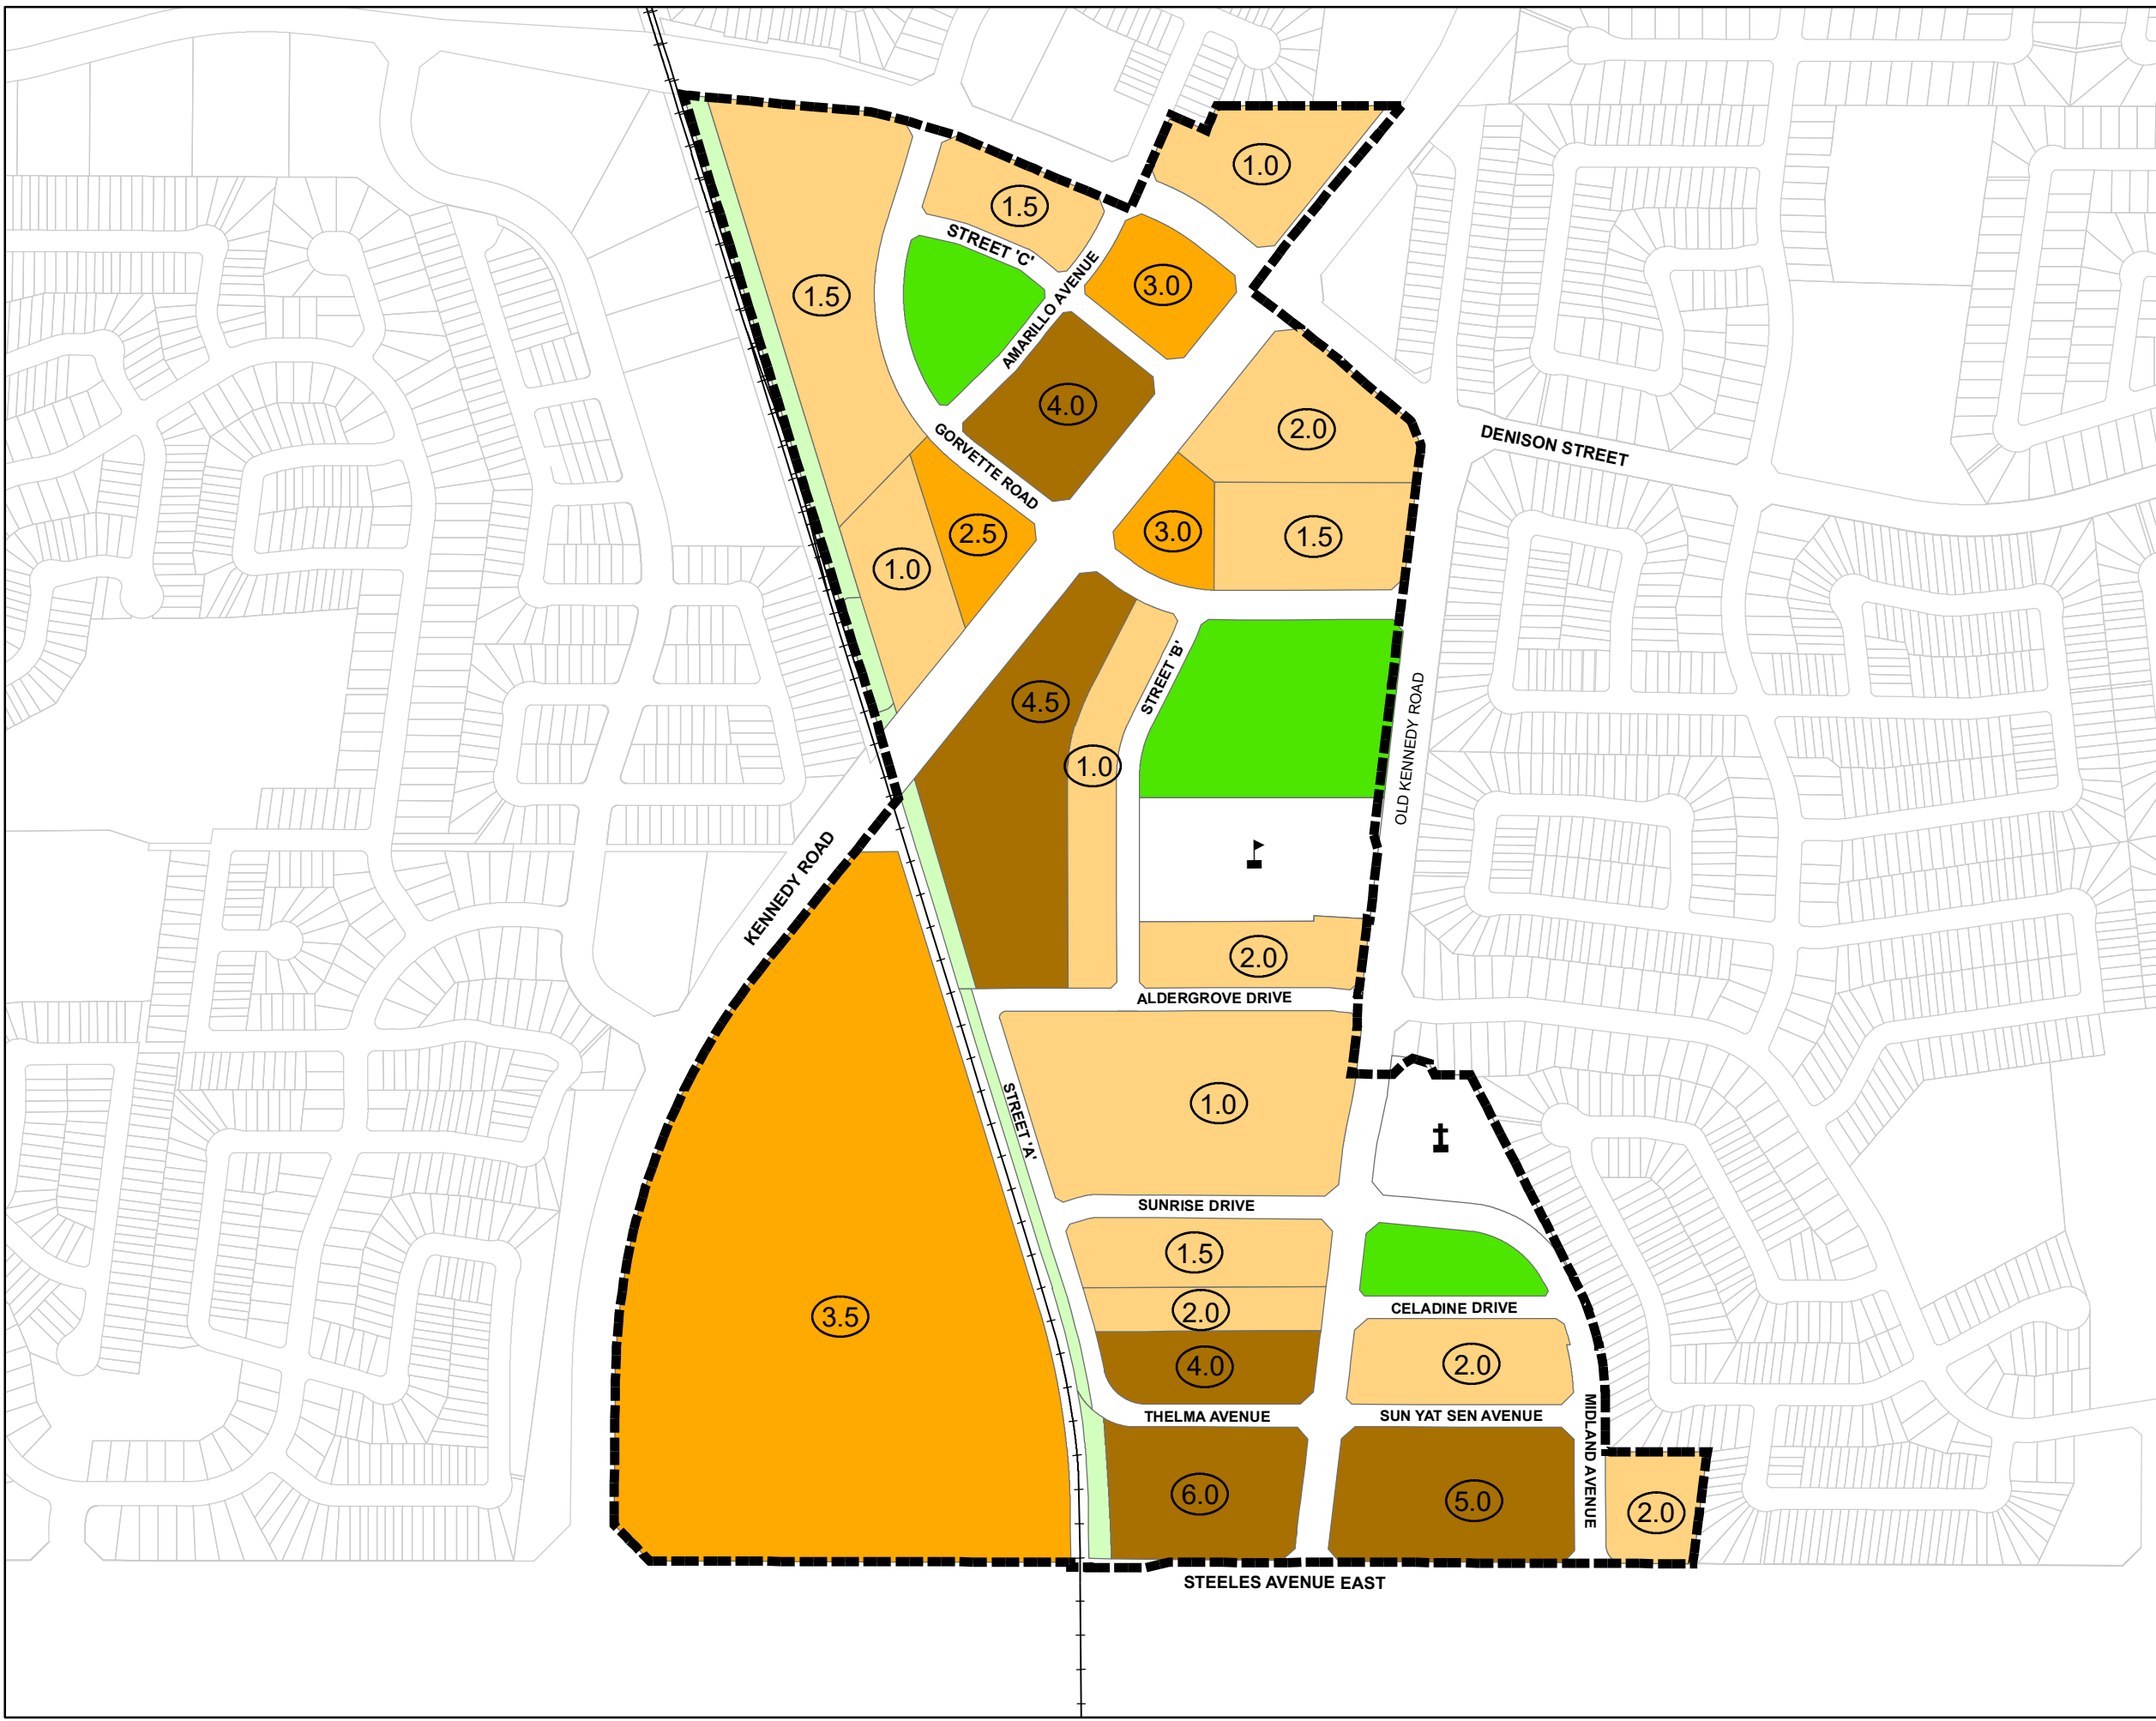 1.0
1.5
STREET 'C'
AMARILLO AVENUE
3.0
1.5
4.0
2.0
DENISON STREET
GORVETTE ROAD
2.5
3.0
1.5
1.0
STREET 'B'
4.5
1.0
OLD KENNEDY ROAD
KENNEDY ROAD
2.0
ALDERGROVE DRIVE
STREET 'A'
1.0
SUNRISE DRIVE
1.5
2.0
CELADINE DRIVE
3.5
4.0
2.0
THELMA AVENUE
SUN YAT SEN AVENUE
MIDLAND AVENUE
6.0
5.0
2.0
STEELES AVENUE EAST